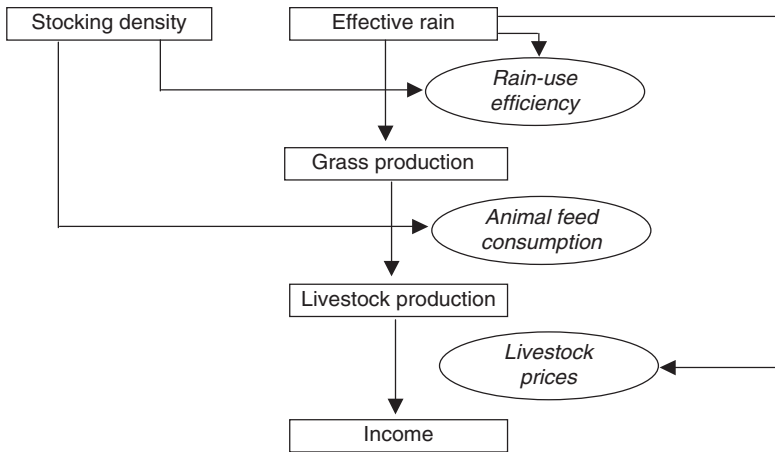 Stocking density
Effective rain
Rain-use
efficiency
Grass production
Animal feed
consumption
Livestock production
Livestock
prices
Income